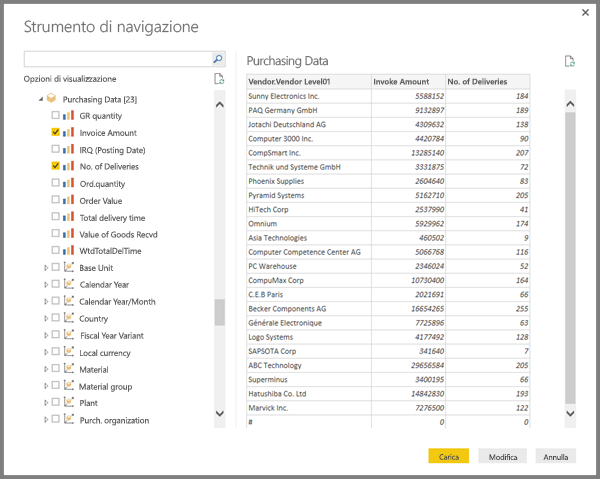 Strumento di navigazione
Opzioni di visualizzazione
Purchasing Data [23]
GR quantity
Invoice Amount
IRQ (Posting Date)
No. of Deliveries
Ord.quantity
Order Value
Total delivery time
Value of Goods Recvd
WtdTotalDelTime
Base Unit
Calendar Year
Calendar Year/Month
Country
Fiscal Year Variant
Local currency
Material
Material group
Plant
Purch. organization
Purchasing Data
Vendor.Vendor Level01 Invoke Amount No. of Deliveries
Sunny Electronics Inc. 5588152 184
PAQ Germany GmbH 9132897 189
Jotachi Deutschland AG 4309632 138
Computer 3000 Inc. 4420784 90
CompSmart Inc. 13285140 207
Technik und Systeme GmbH 3331875 72
Phoenix Supplies 2604640 83
Pyramid Systems 5162710 205
HiTech Corp 2537990 41
Omnium 5929962 174
Asia Technologies 460502 9
Computer Competence Center AG 5066768 116
PC Warehouse 2346024 52
CompuMax Corp 10730400 164
C.E.B Paris 2021691 66
Becker Components AG 16654265 255
Générale Electronique 7725896 63
Logo Systems 4177492 128
SAPSOTA Corp 341640 7
ABC Technology 29656584 205
Superminus 3400195 66
Hatushiba Co. Ltd 14842830 193
Marvick Inc. 7276500 122
# 0 0
Carica Modifica Annulla